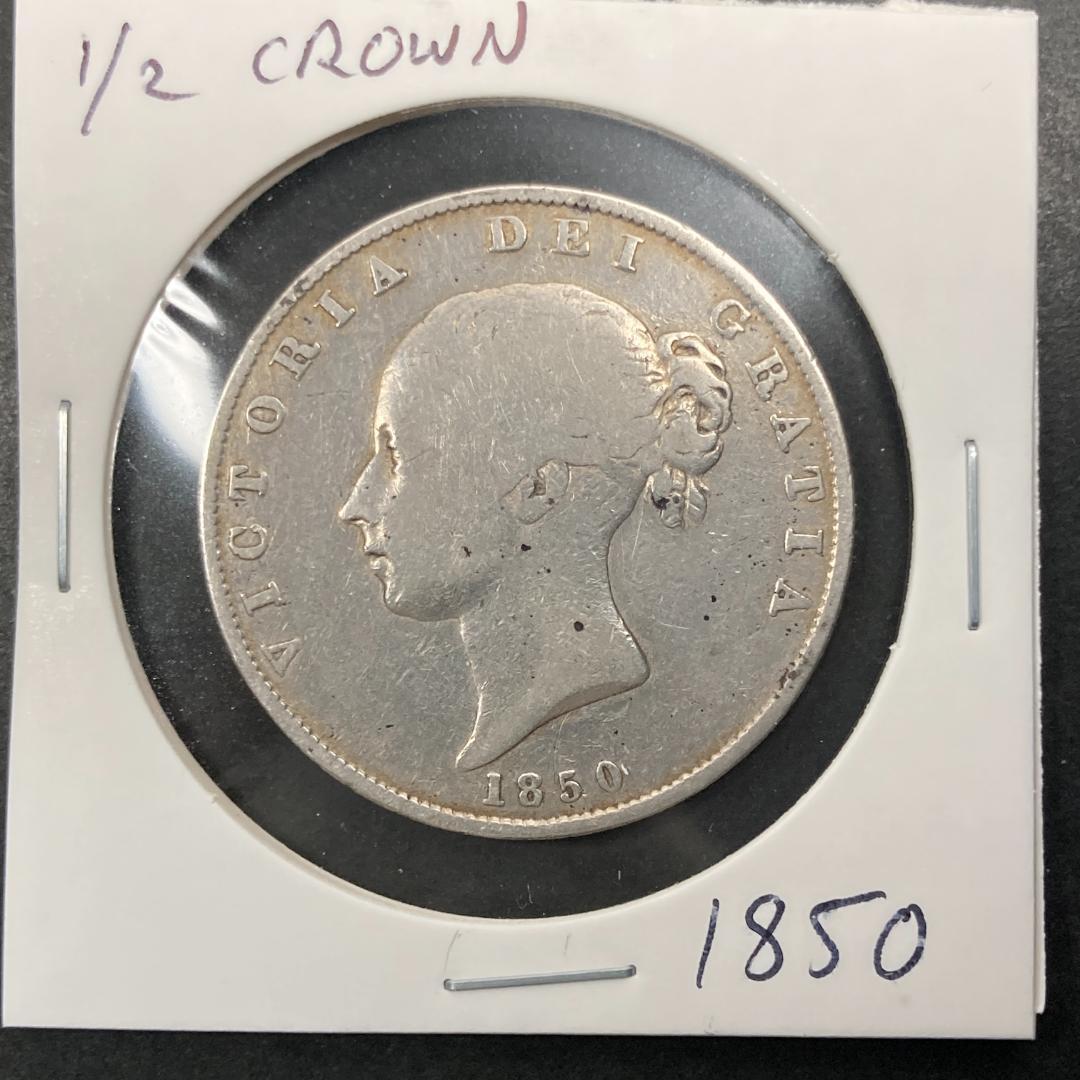 1/2 CROWN
VICTORIA DEI GRATIA
1850
1850